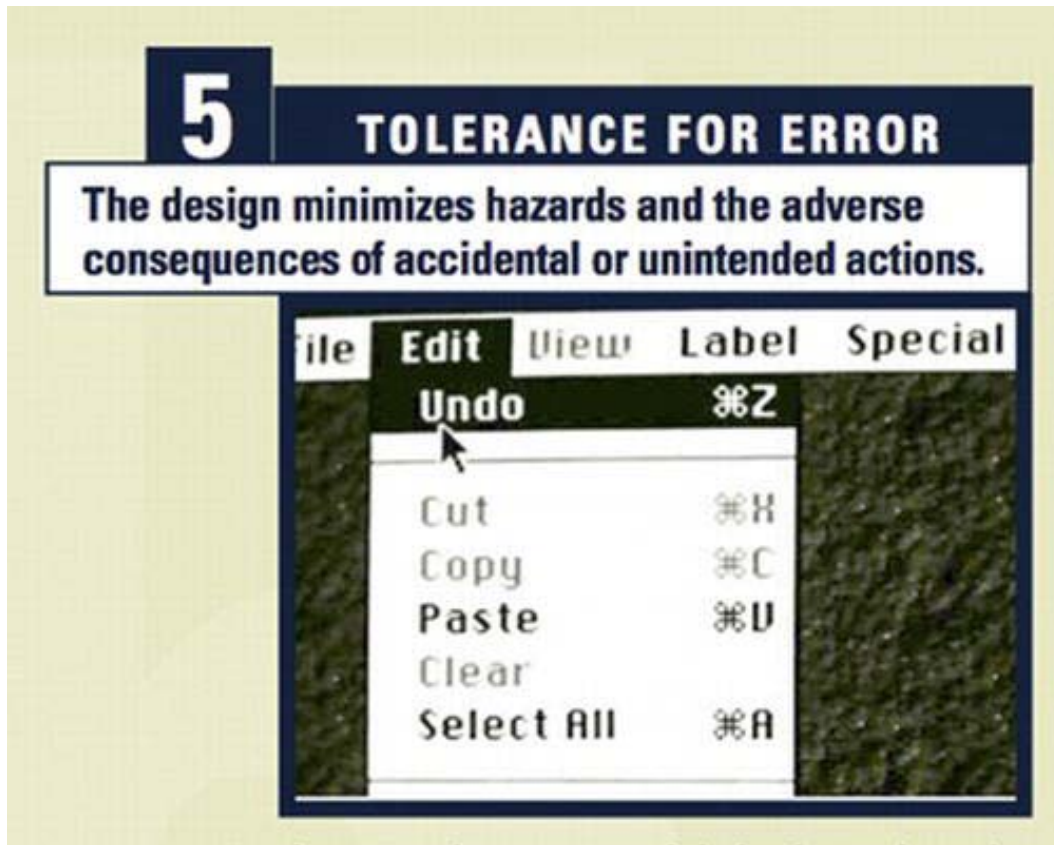 5
TOLERANCE FOR ERROR
The design minimizes hazards and the adverse
consequences of accidental or unintended actions.
ile Edit View Label Special
Undo ⌘Z
Cut ⌘X
Copy ⌘C
Paste ⌘V
Clear
Select All ⌘A